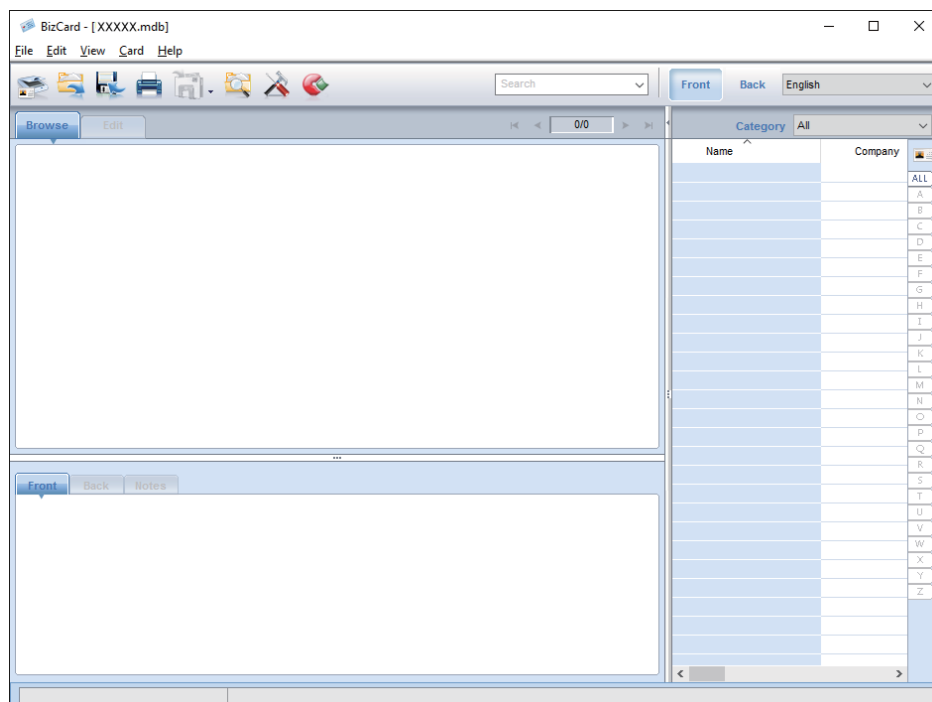 BizCard - [ XXXXX.mdb]
File Edit View Card Help
Search
Front Back English
Browse Edit 0/0 Category All
Name Company
ALL
A
B
C
D
E
F
G
H
I
J
K
L
M
N
O
P
Q
R
S
T
U
V
W
X
Y
Z
Front Back Notes